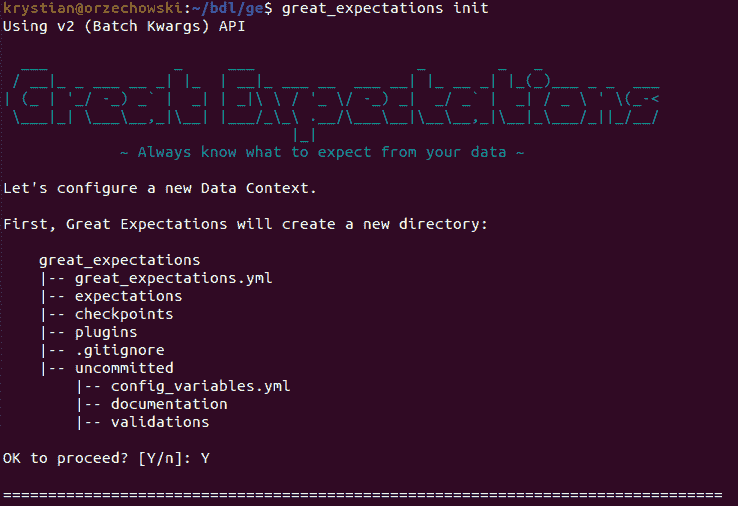 krystian@orzechowski:~/bdl/ge$ great_expectations init
Using v2 (Batch Kwargs) API
Great Expectations
~ Always know what to expect from your data ~
Let's configure a new Data Context.
First, Great Expectations will create a new directory:
great_expectations
|-- great_expectations.yml
|-- expectations
|-- checkpoints
|-- plugins
|-- .gitignore
|-- uncommitted
|-- config_variables.yml
|-- documentation
|-- validations
OK to proceed? [Y/n]: Y
================================================================================